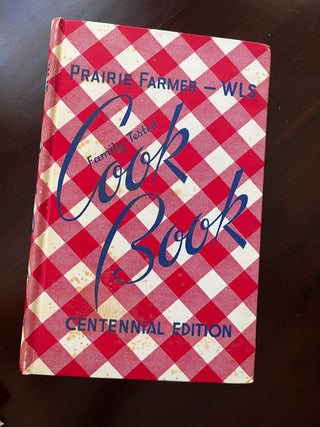 PRAIRIE FARMER — WLS
Family Tested
Cook
Book
CENTENNIAL EDITION